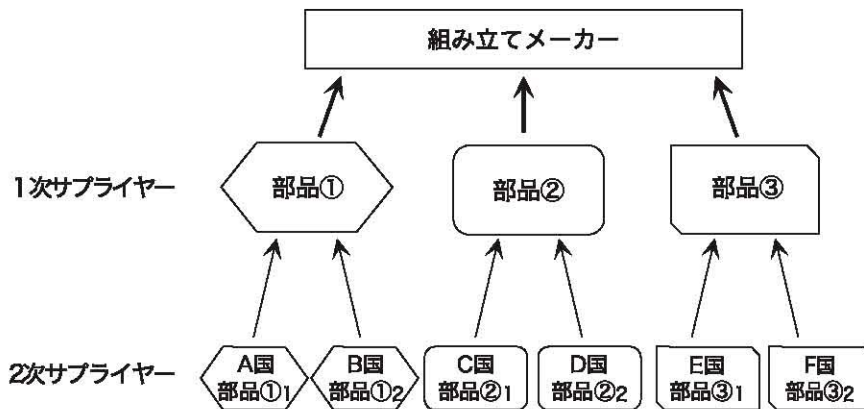 組み立てメーカー
1次サプライヤー
部品①
部品②
部品③
2次サプライヤー
A国
部品①1
B国
部品①2
C国
部品②1
D国
部品②2
E国
部品③1
F国
部品③2